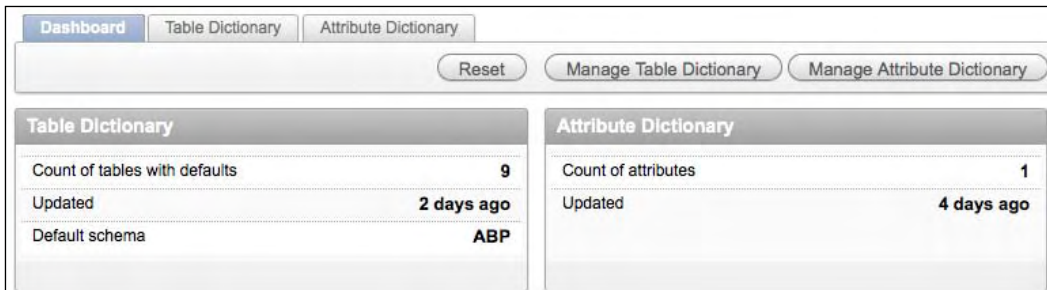 Dashboard Table Dictionary Attribute Dictionary
Reset Manage Table Dictionary Manage Attribute Dictionary
Table Dictionary
Count of tables with defaults 9
Updated 2 days ago
Default schema ABP
Attribute Dictionary
Count of attributes 1
Updated 4 days ago